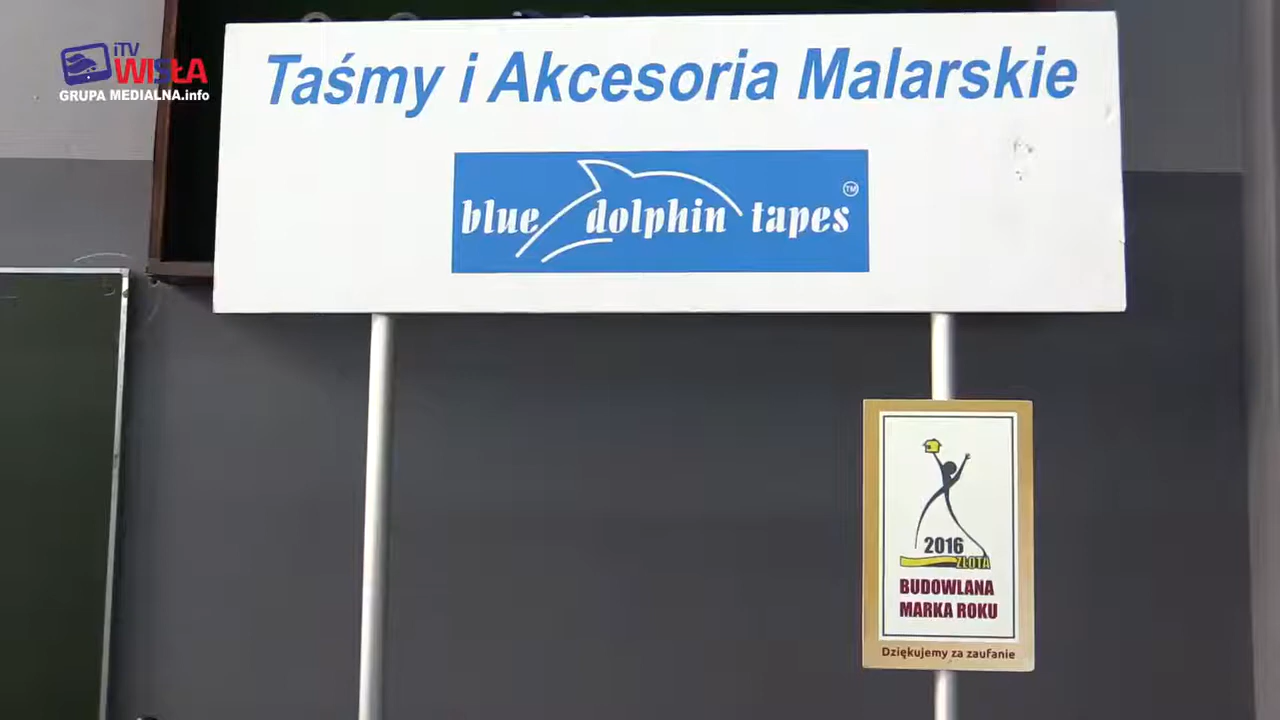 iTV
WISŁA
GRUPA MEDIALNA.info
Taśmy i Akcesoria Malarskie
blue dolphin tapes TM
2016
ZŁOTA
BUDOWLANA
MARKA ROKU
Dziękujemy za zaufanie